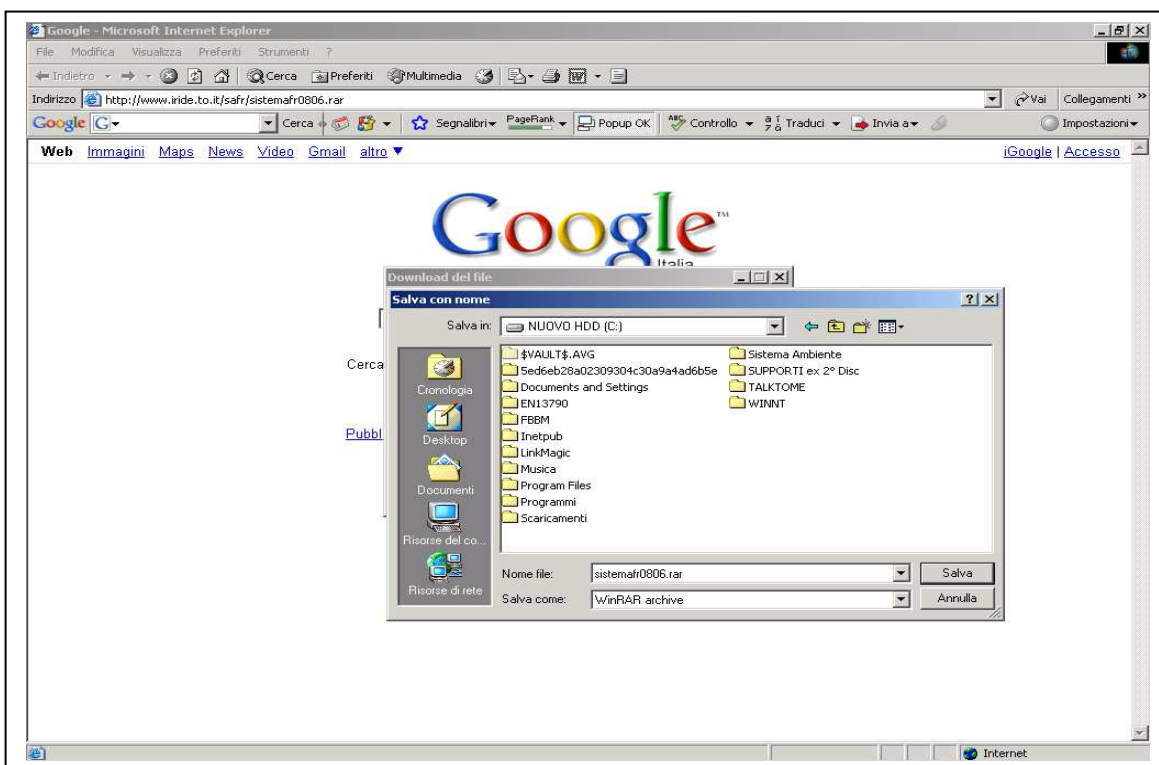 Google - Microsoft Internet Explorer
File Modifica Visualizza Preferiti Strumenti ?
Indietro Cerca Preferiti Multimedia
Indirizzo http://www.iride.to.it/safr/sistemafr0806.rar Vai Collegamenti »
Google G Cerca Segnalibri PageRank Popup OK ABC Controllo Traduci Invia a Impostazioni
Web Immagini Maps News Video Gmail altro ▼ iGoogle | Accesso
Google™
Italia
Download del file
Salva con nome
Salva in: NUOVO HDD (C:)
Cerca
Pubbl
Cronologia
Desktop
Documenti
Risorse del co...
Risorse di rete
$VAULT$.AVG
5ed6eb28a02309304c30a9a4ad6b5e
Documents and Settings
EN13790
FBBM
Inetpub
LinkMagic
Musica
Program Files
Programmi
Scaricamenti
Sistema Ambiente
SUPPORTI ex 2° Disc
TALKTOME
WINNT
Nome file: sistemafr0806.rar Salva
Salva come: WinRAR archive Annulla
Internet